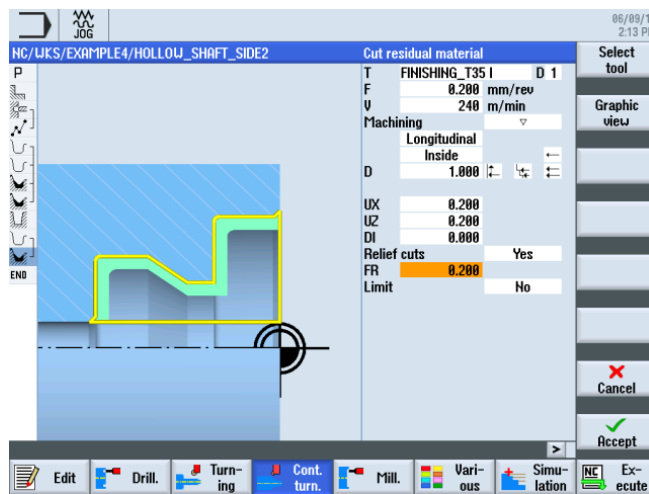 JOG
06/09/1
2:13 P
NC/WKS/EXAMPLE4/HOLLOW_SHAFT_SIDE2
Cut residual material
Select
tool
P
T FINISHING_T35 I D 1
F 0.200 mm/rev
V 240 m/min
Machining ▽
Longitudinal
Inside
D 1.000
Graphic
view
UX 0.200
UZ 0.200
DI 0.000
Relief cuts Yes
FR 0.200
Limit No
END
Cancel
Accept
>
Edit
Drill.
Turn-
ing
Cont.
turn.
Mill.
Vari-
ous
Simu-
lation
NC
Ex-
ecute